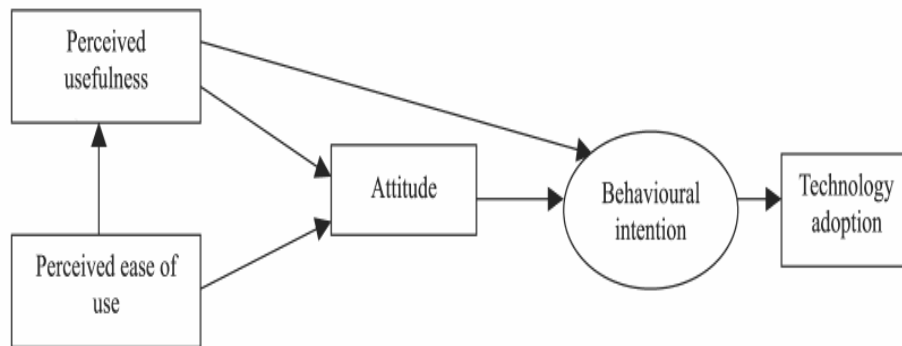 Perceived
usefulness
Attitude
Behavioural
intention
Technology
adoption
Perceived ease of
use